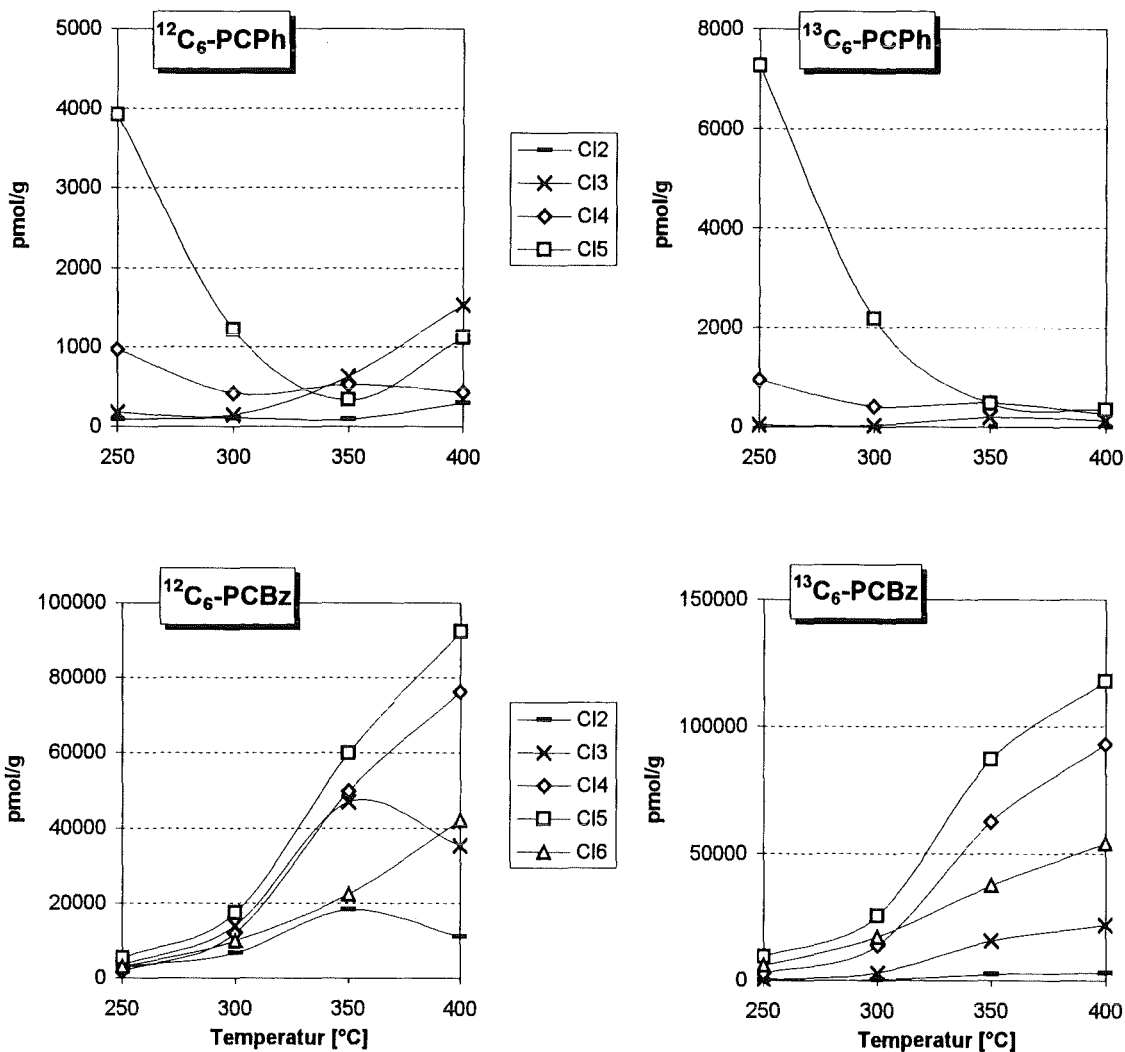 ¹²C₆-PCPh
5000
4000
3000
2000
1000
0
pmol/g
250 300 350 400
Cl2
Cl3
Cl4
Cl5
¹³C₆-PCPh
8000
6000
4000
2000
0
pmol/g
250 300 350 400
¹²C₆-PCBz
100000
80000
60000
40000
20000
0
pmol/g
250 300 350 400
Temperatur [°C]
Cl2
Cl3
Cl4
Cl5
Cl6
¹³C₆-PCBz
150000
100000
50000
0
pmol/g
250 300 350 400
Temperatur [°C]